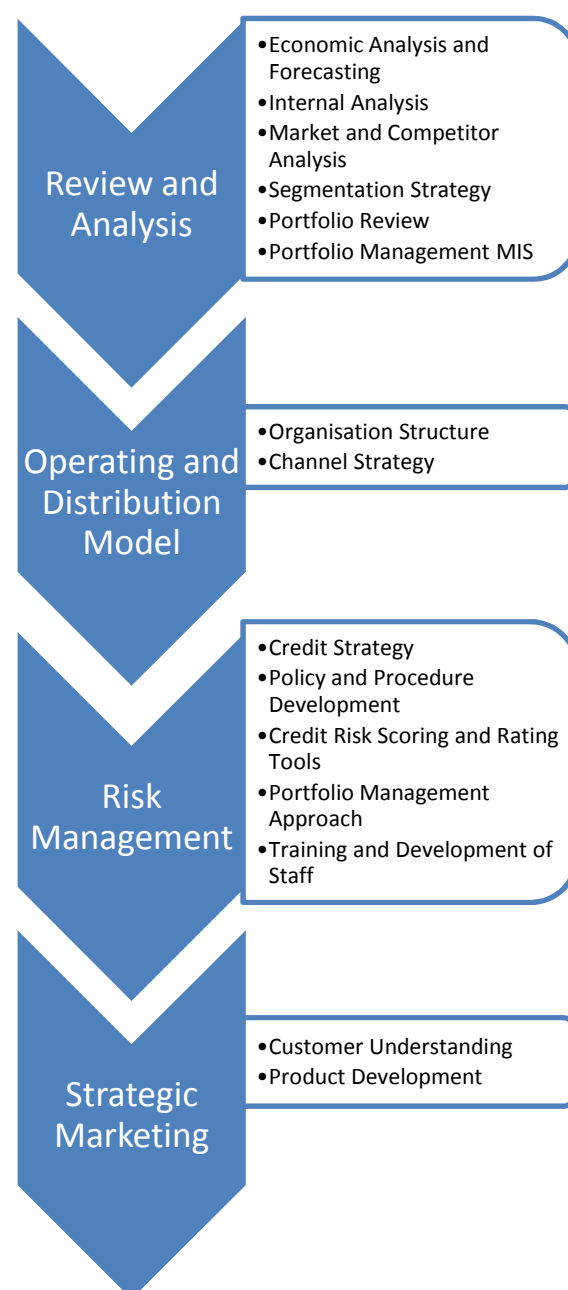 Review and
Analysis
•Economic Analysis and
Forecasting
•Internal Analysis
•Market and Competitor
Analysis
•Segmentation Strategy
•Portfolio Review
•Portfolio Management MIS
Operating and
Distribution
Model
•Organisation Structure
•Channel Strategy
Risk
Management
•Credit Strategy
•Policy and Procedure
Development
•Credit Risk Scoring and Rating
Tools
•Portfolio Management
Approach
•Training and Development of
Staff
Strategic
Marketing
•Customer Understanding
•Product Development